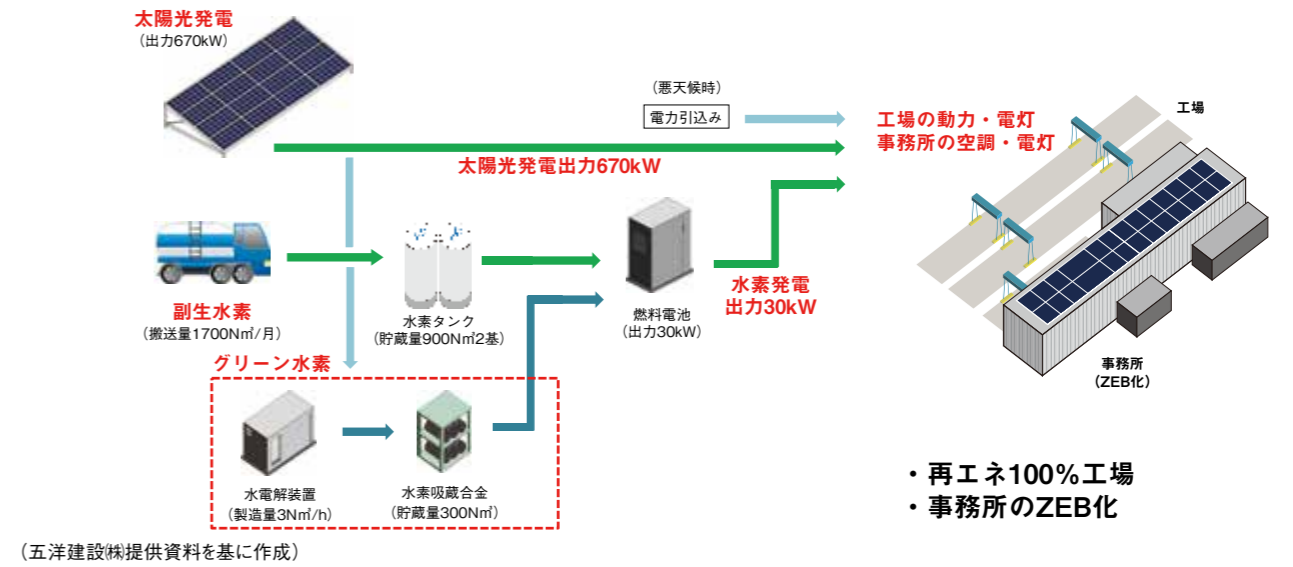 太陽光発電
（出力670kW）
（悪天候時）
電力引込み
工場の動力・電灯
事務所の空調・電灯
工場
太陽光発電出力670kW
副生水素
（搬送量1700N㎥/月）
水素タンク
（貯蔵量900N㎥2基）
燃料電池
（出力30kW）
水素発電
出力30kW
グリーン水素
水電解装置
（製造量3N㎥/h）
水素吸蔵合金
（貯蔵量300N㎥）
事務所
（ZEB化）
・再エネ100％工場
・事務所のZEB化
（五洋建設㈱提供資料を基に作成）